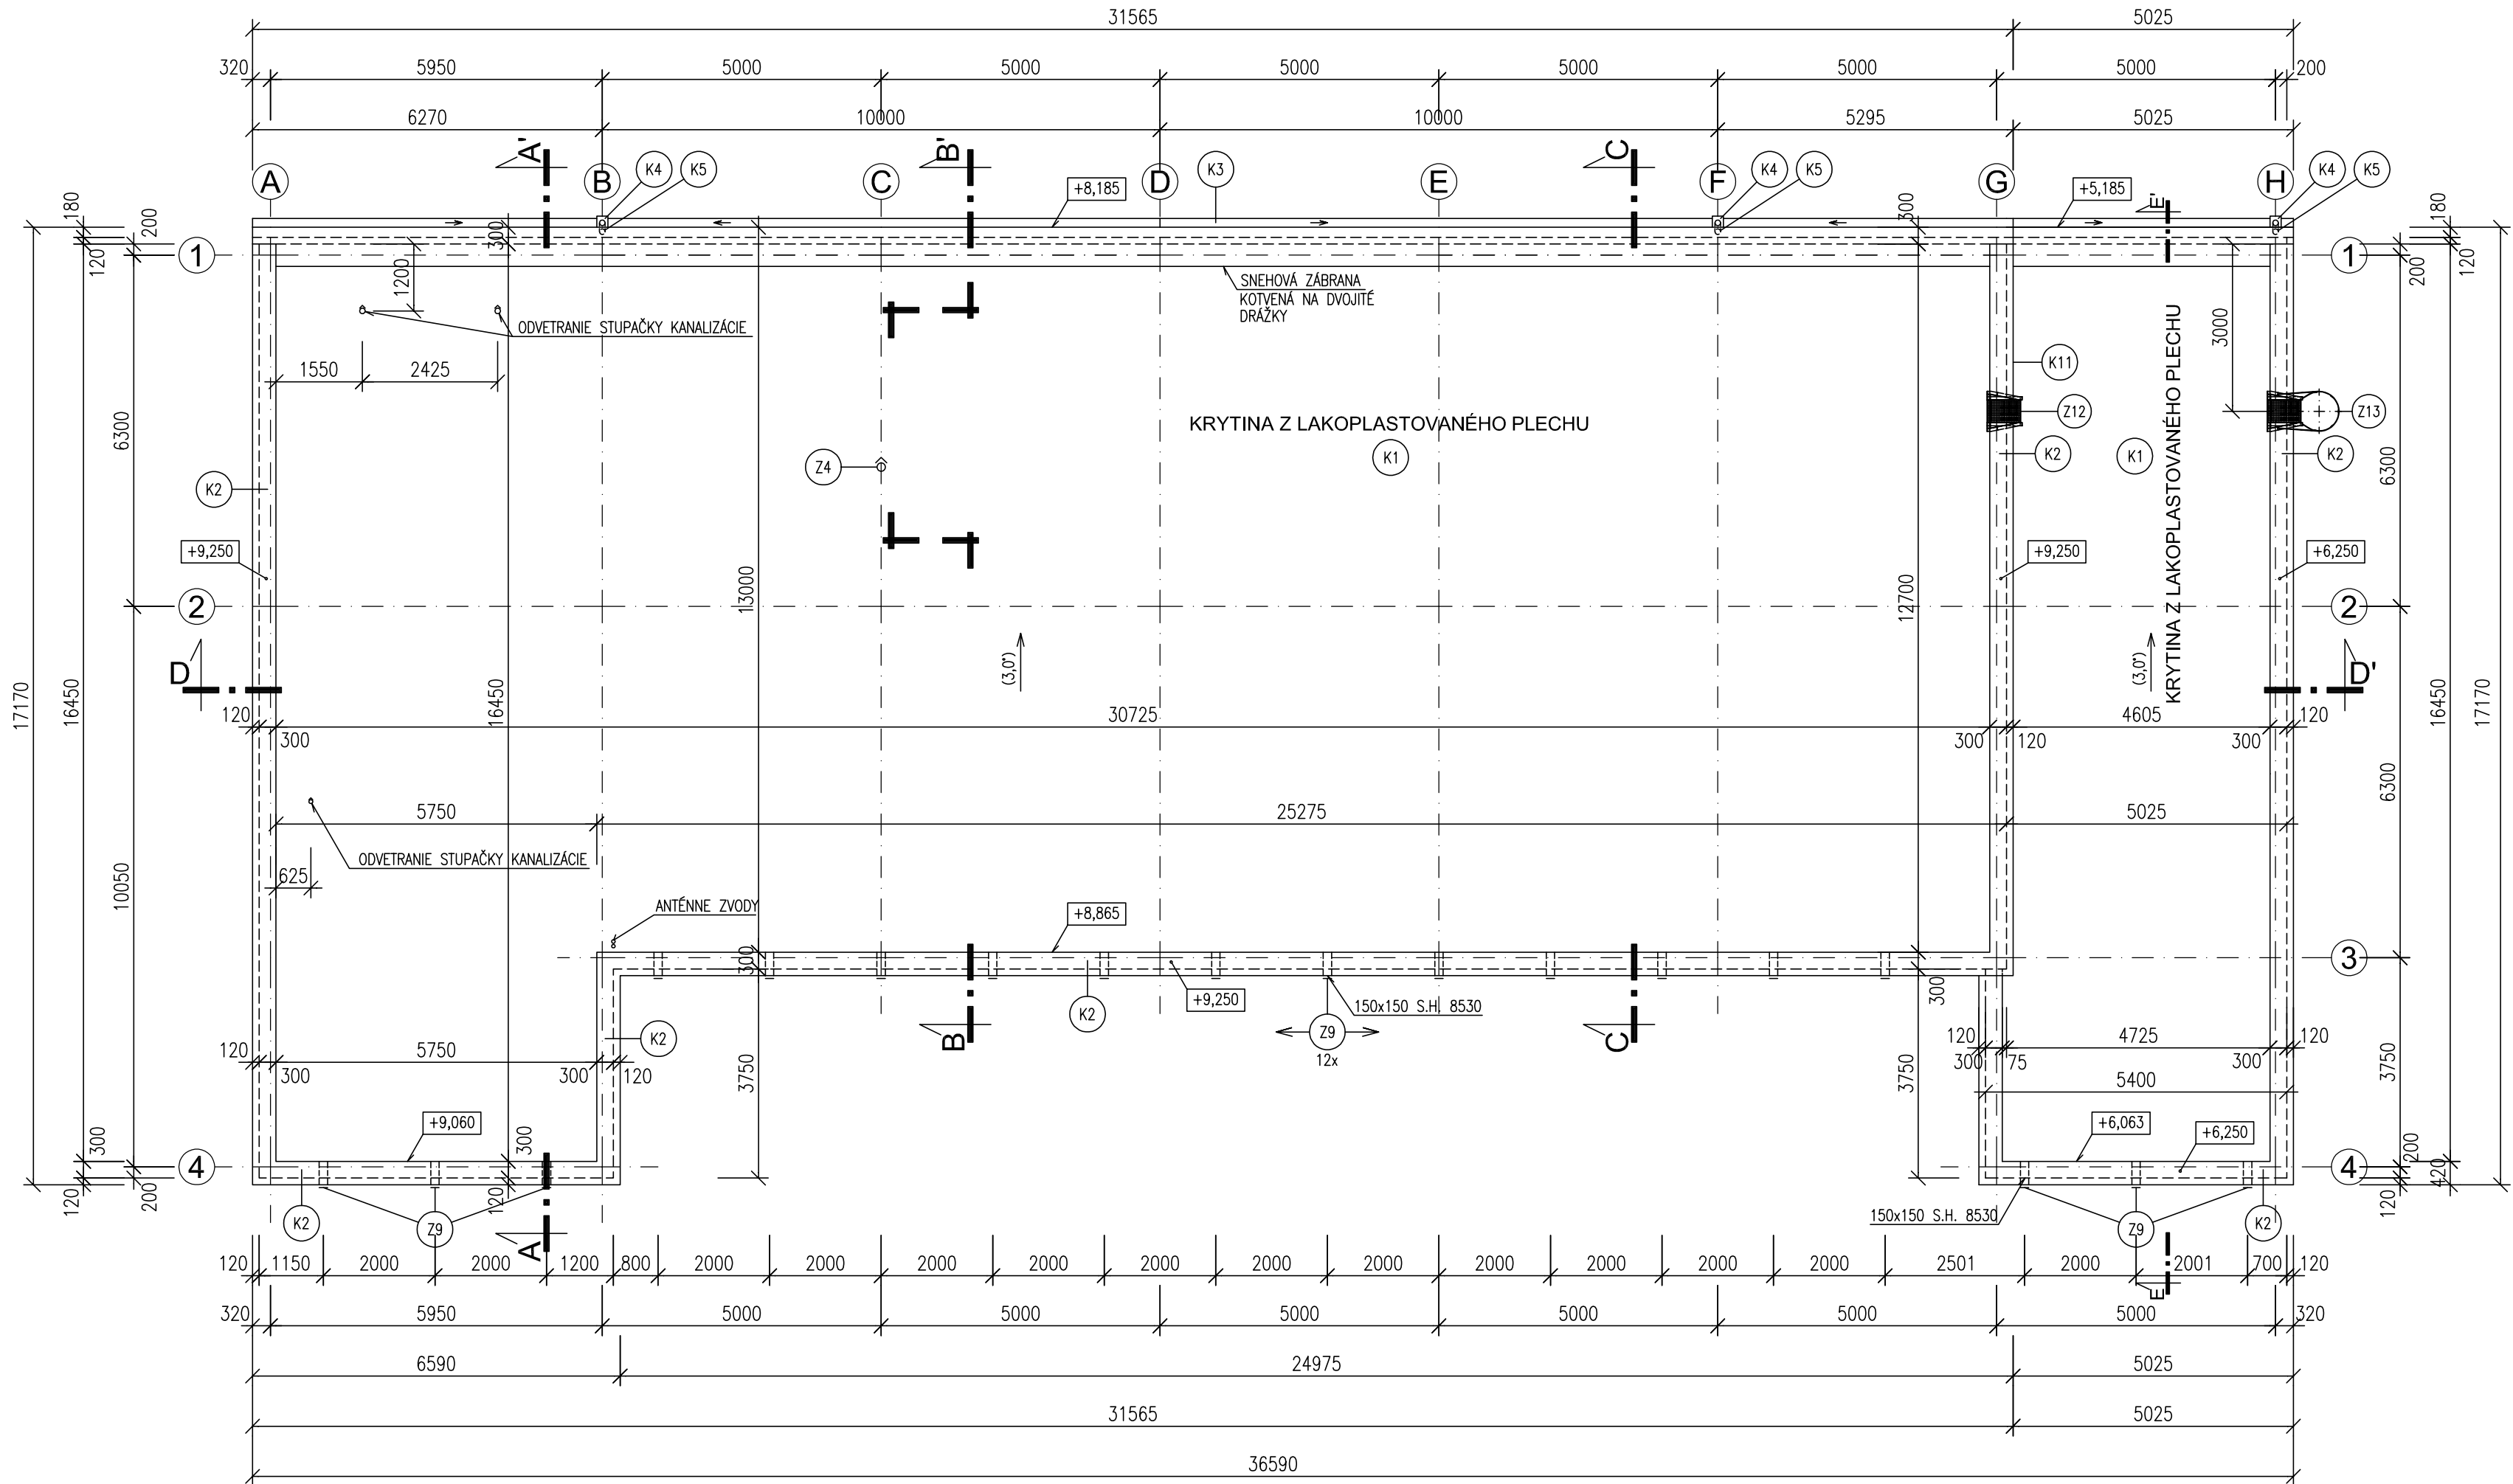 31565 5025
320 5950 5000 5000 5000 5000 5000 5000 200
6270 10000 10000 5295 5025
A' B' C E'
A B C D E F G H
K4 K5 K3 K4 K5 K4 K5
+8,185 +5,185
180 200 120 300 300 180 200 120
1 1
1200 3000
SNEHOVÁ ZÁBRANA
KOTVENÁ NA DVOJITÉ
DRÁŽKY
ODVETRANIE STUPAČKY KANALIZÁCIE
1550 2425
K11
Z12 Z13
KRYTINA Z LAKOPLASTOVANÉHO PLECHU
K1
KRYTINA Z LAKOPLASTOVANÉHO PLECHU
K1
Z4
K2 K2 K2
6300 6300
+9,250 +9,250 +6,250
13000 12700
2 2
(3,0°) (3,0°)
D D'
17170 16450 16450 16450 17170
120 30725 4605 120
300 300 120 300
6300
5750 25275 5025
ODVETRANIE STUPAČKY KANALIZÁCIE
625
10050
ANTÉNNE ZVODY
+8,865
300
3
+9,250
150x150 S.H. 8530
300
K2
K2
B C
Z9
12x
120 5750 120 4725 120
300 300 120 300 75 300
3750 3750 3750
5400
+9,060
+6,063
+6,250
300 300 200
4 4
120 200 120 420 120
K2 Z9 A
150x150 S.H. 8530
Z9 K2
120 1150 2000 2000 1200 800 2000 2000 2000 2000 2000 2000 2000 2000 2000 2000 2000 2501 2000 2001 700 120
E
320 5950 5000 5000 5000 5000 5000 5000 320
6590 24975 5025
31565 5025
36590